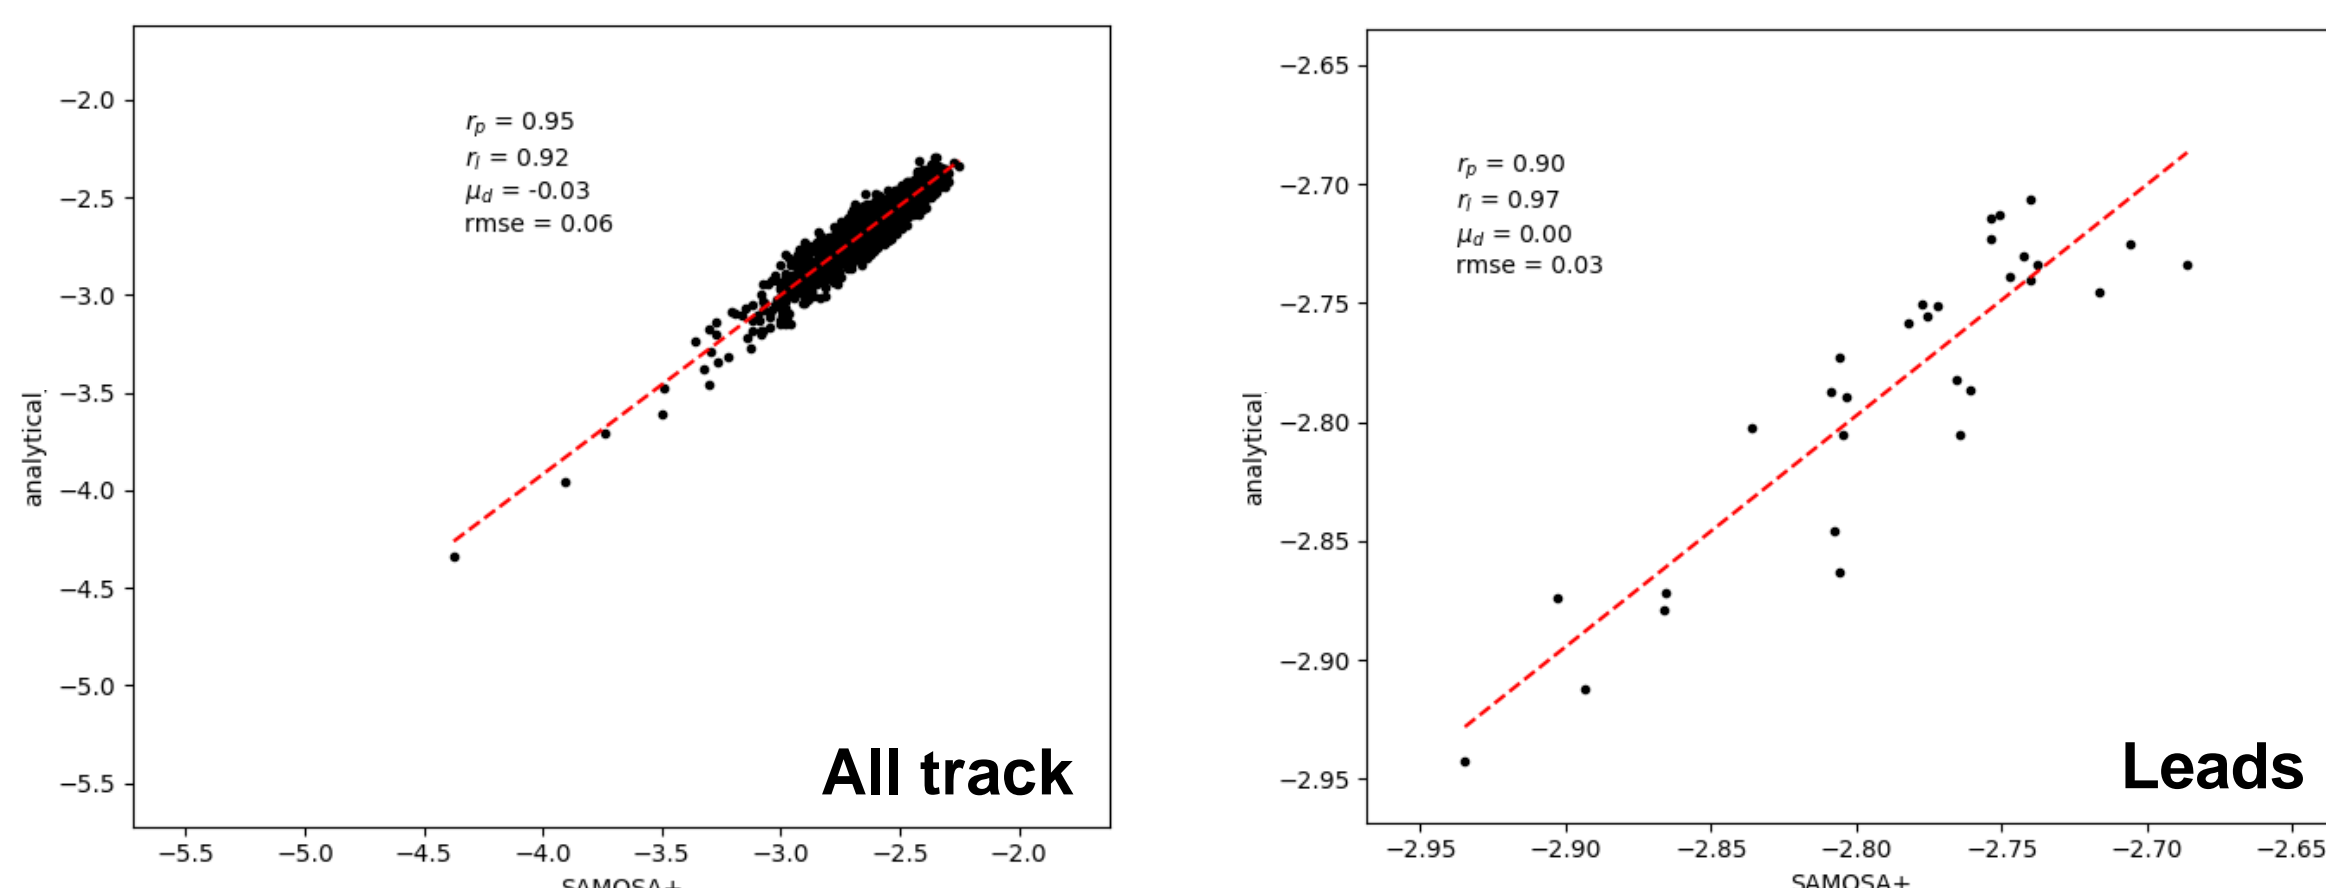 −2.0
−2.5
−3.0
−3.5
−4.0
−4.5
−5.0
−5.5
analytical
rp = 0.95
rl = 0.92
μd = -0.03
rmse = 0.06
All track
−5.5 −5.0 −4.5 −4.0 −3.5 −3.0 −2.5 −2.0
SAMOSA+
−2.65
−2.70
−2.75
−2.80
−2.85
−2.90
−2.95
analytical
rp = 0.90
rl = 0.97
μd = 0.00
rmse = 0.03
Leads
−2.95 −2.90 −2.85 −2.80 −2.75 −2.70 −2.65
SAMOSA+